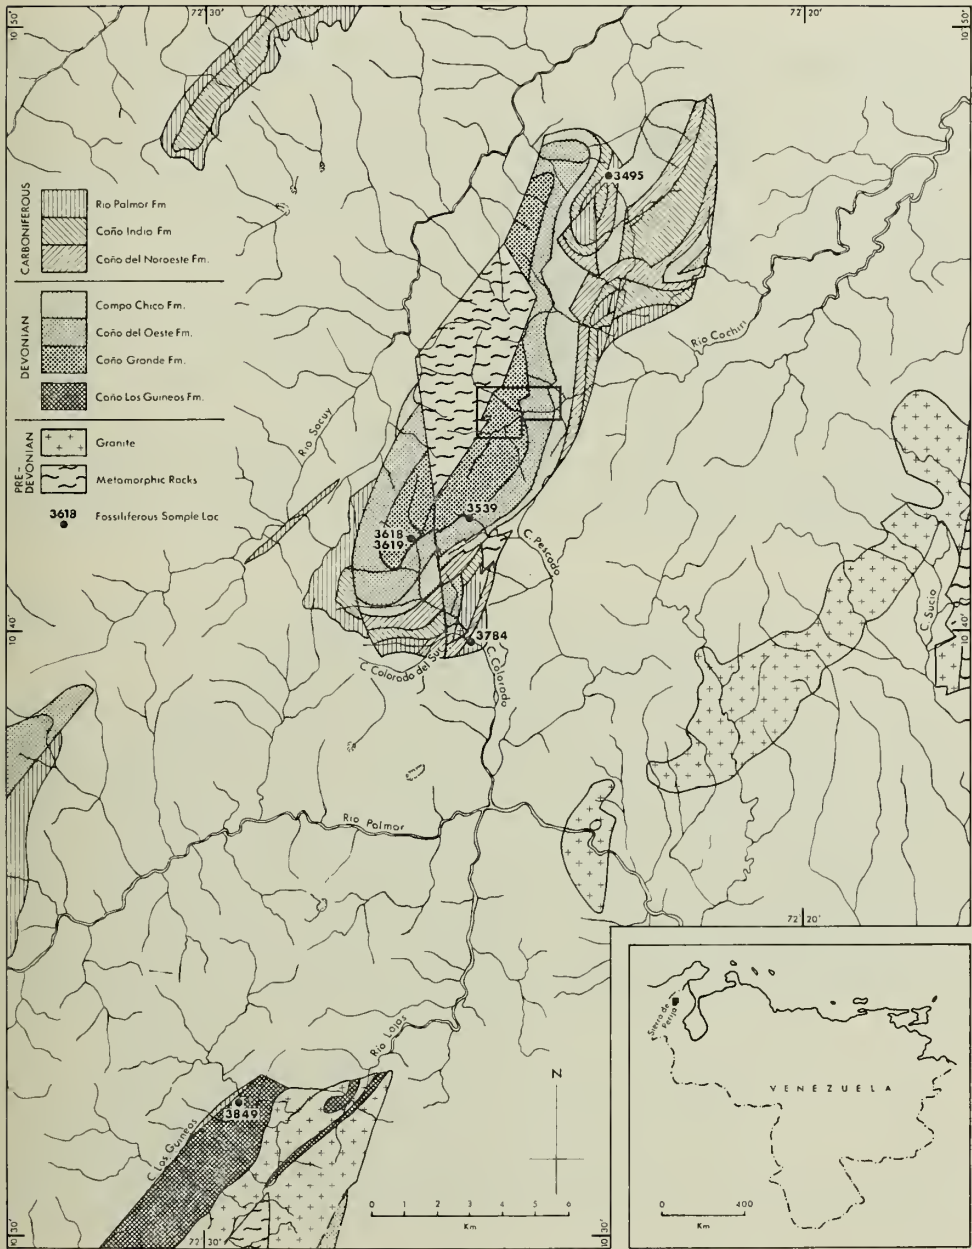 72°30'
72°20'
10°50'
10°50'
CARBONIFEROUS
Rio Palmar Fm
Caño Indio Fm
Caño del Noroeste Fm.
DEVONIAN
Campo Chico Fm.
Caño del Oeste Fm.
Caño Grande Fm.
Caño Los Guineos Fm.
PRE-
DEVONIAN
Granite
Metamorphic Rocks
3618
Fossiliferous Sample Loc
3495
Rio Cachiri
Rio Socuy
3539
3618
3619
C. Pescado
3784
C. Colorado del Sur
C. Colorado
C. Sucio
10°40'
10°40'
Rio Palmar
72°20'
Rio Lajas
3849
C. Los Guineos
N
0 1 2 3 4 5 6
Km
72°30'
10°30'
Sierra de
Perija
VENEZUELA
0 400
Km